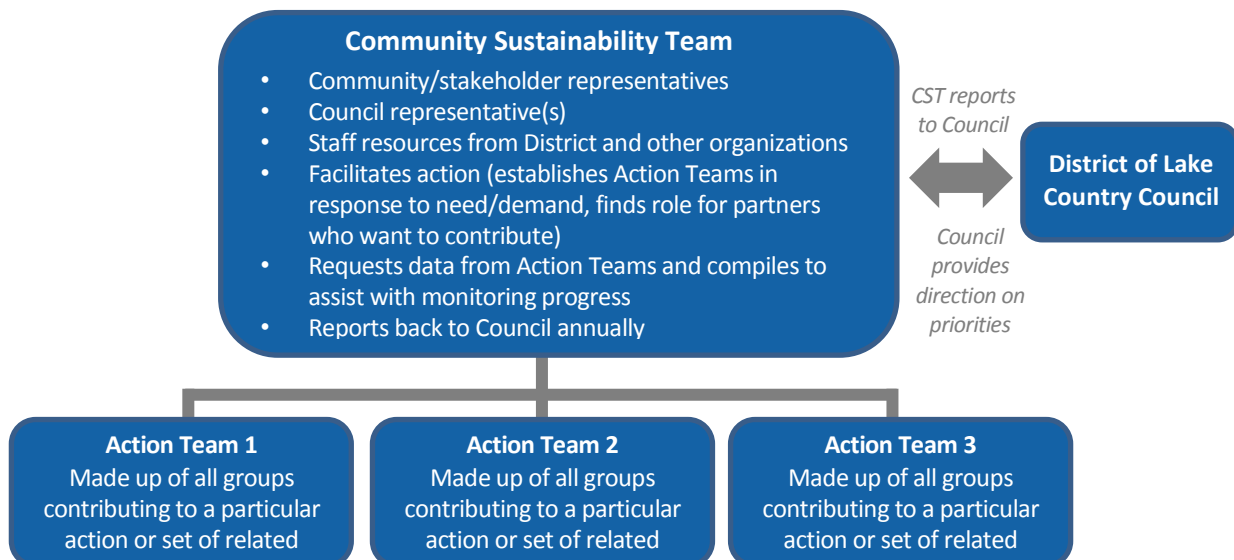 Community Sustainability Team
• Community/stakeholder representatives
• Council representative(s)
• Staff resources from District and other organizations
• Facilitates action (establishes Action Teams in
response to need/demand, finds role for partners
who want to contribute)
• Requests data from Action Teams and compiles to
assist with monitoring progress
• Reports back to Council annually
CST reports
to Council
Council
provides
direction on
priorities
District of Lake
Country Council
Action Team 1
Made up of all groups
contributing to a particular
action or set of related
Action Team 2
Made up of all groups
contributing to a particular
action or set of related
Action Team 3
Made up of all groups
contributing to a particular
action or set of related